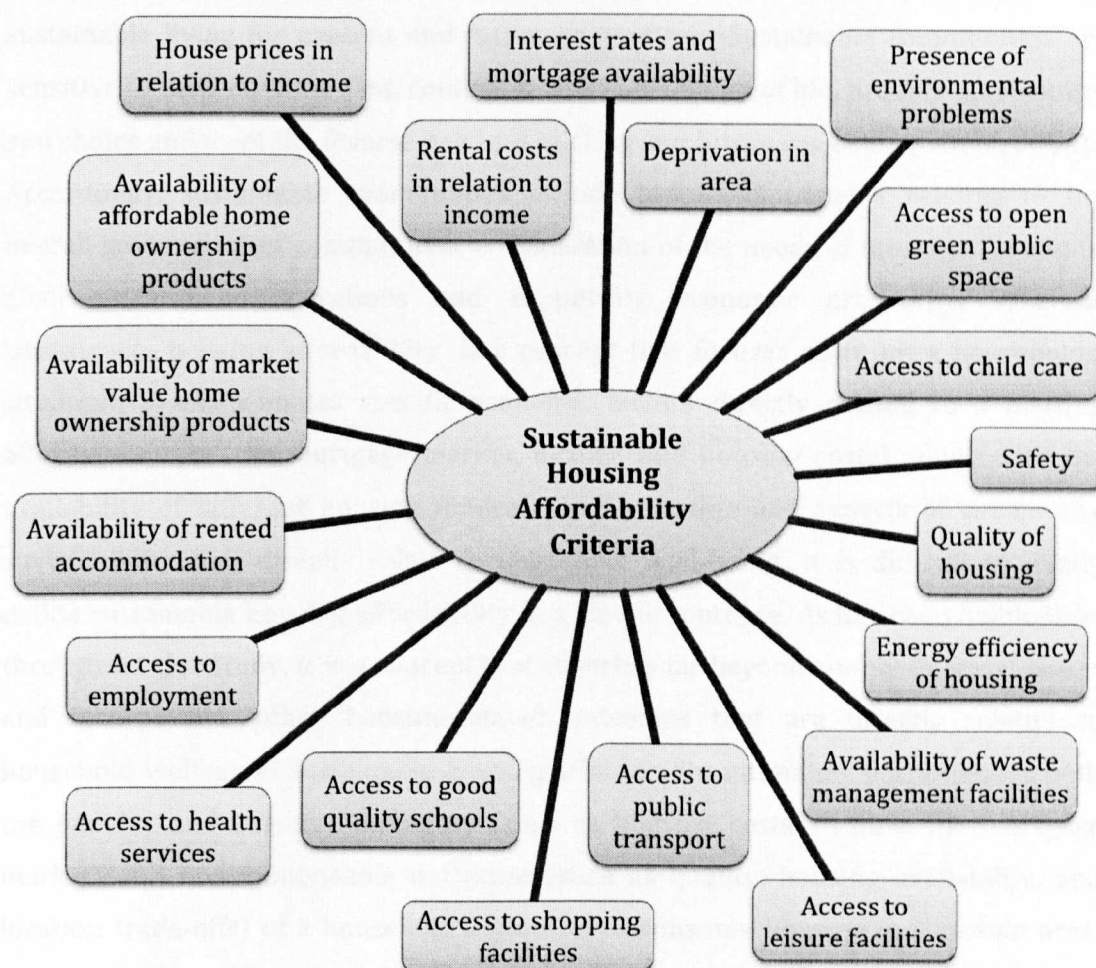 House prices in
relation to income
Interest rates and
mortgage availability
Presence of
environmental
problems
Rental costs
in relation to
income
Deprivation in
area
Availability of
affordable home
ownership
products
Access to open
green public
space
Availability of market
value home
ownership products
Access to child care
Sustainable
Housing
Affordability
Criteria
Safety
Availability of rented
accommodation
Quality of
housing
Access to
employment
Energy efficiency
of housing
Access to health
services
Access to good
quality schools
Access to
public
transport
Availability of waste
management facilities
Access to shopping
facilities
Access to
leisure facilities